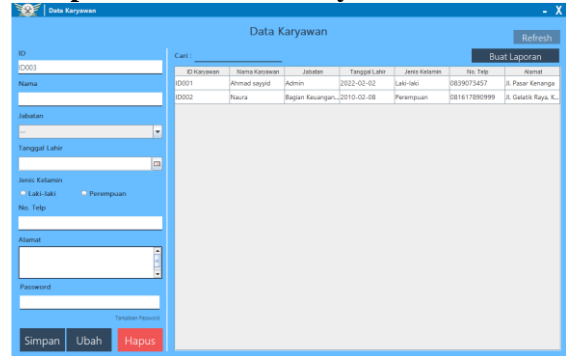 Data Karyawan
- X
Data Karyawan
Refresh
ID
Cari :
Buat Laporan
ID003
ID Karyawan Nama Karyawan Jabatan Tanggal Lahir Jenis Kelamin No. Telp Alamat
ID001 Ahmad sayyid Admin 2022-02-02 Laki-laki 0839073457 Jl. Pasar Kenanga
ID002 Naura Bagian Keuangan... 2010-02-08 Perempuan 081617890999 Jl. Gelatik Raya. K...
Nama
Jabatan
--
Tanggal Lahir
Jenis Kelamin
Laki-laki Perempuan
No. Telp
Alamat
Password
Tampilkan Password
Simpan Ubah Hapus